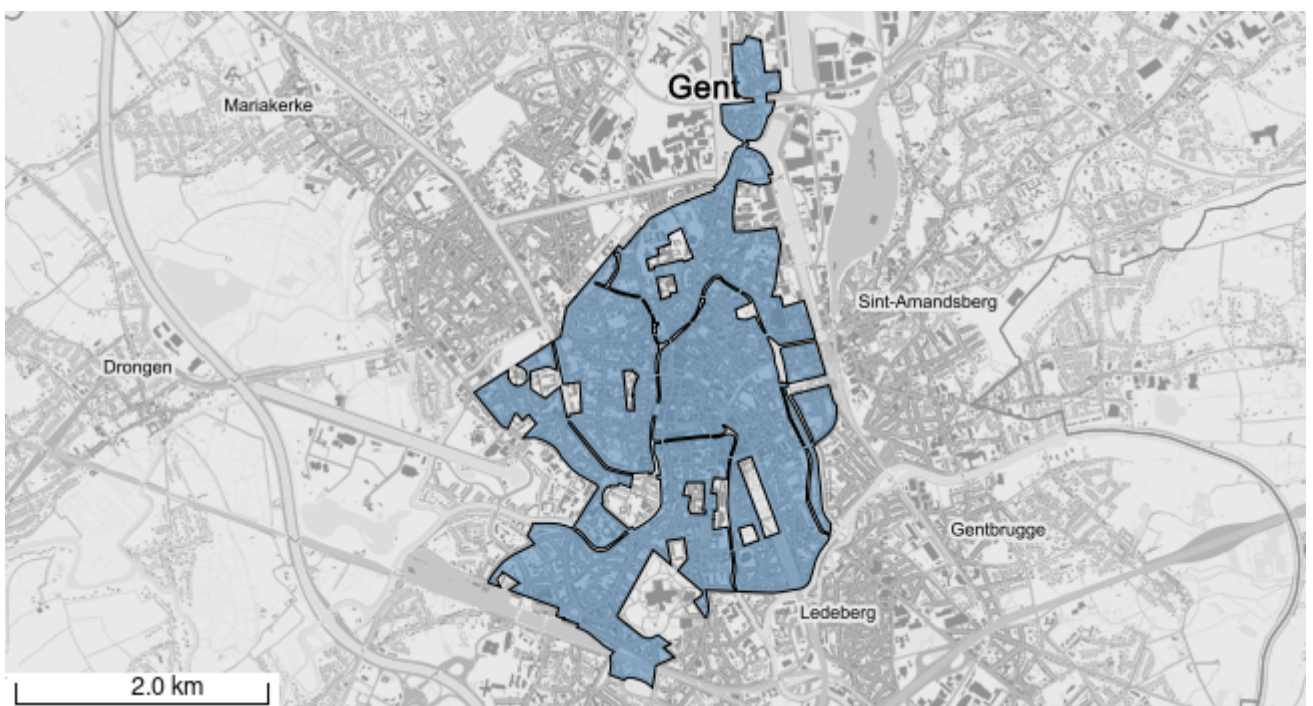 Gent
Mariakerke
Sint-Amandsberg
Drongen
Gentbrugge
Ledeberg
2.0 km